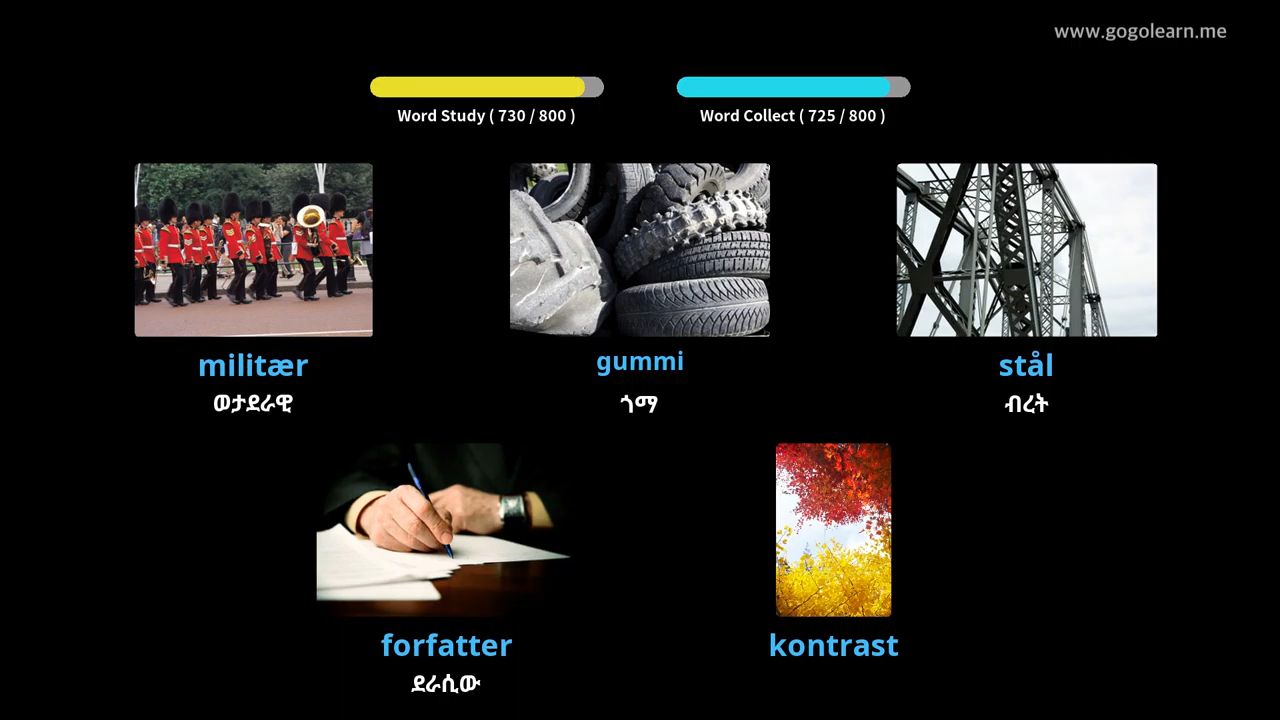 www.gogolearn.me
Word Study ( 730 / 800 )
Word Collect ( 725 / 800 )
militær
gummi
stål
ወታደራዊ
ጎማ
ብረት
forfatter
kontrast
ደራሲው